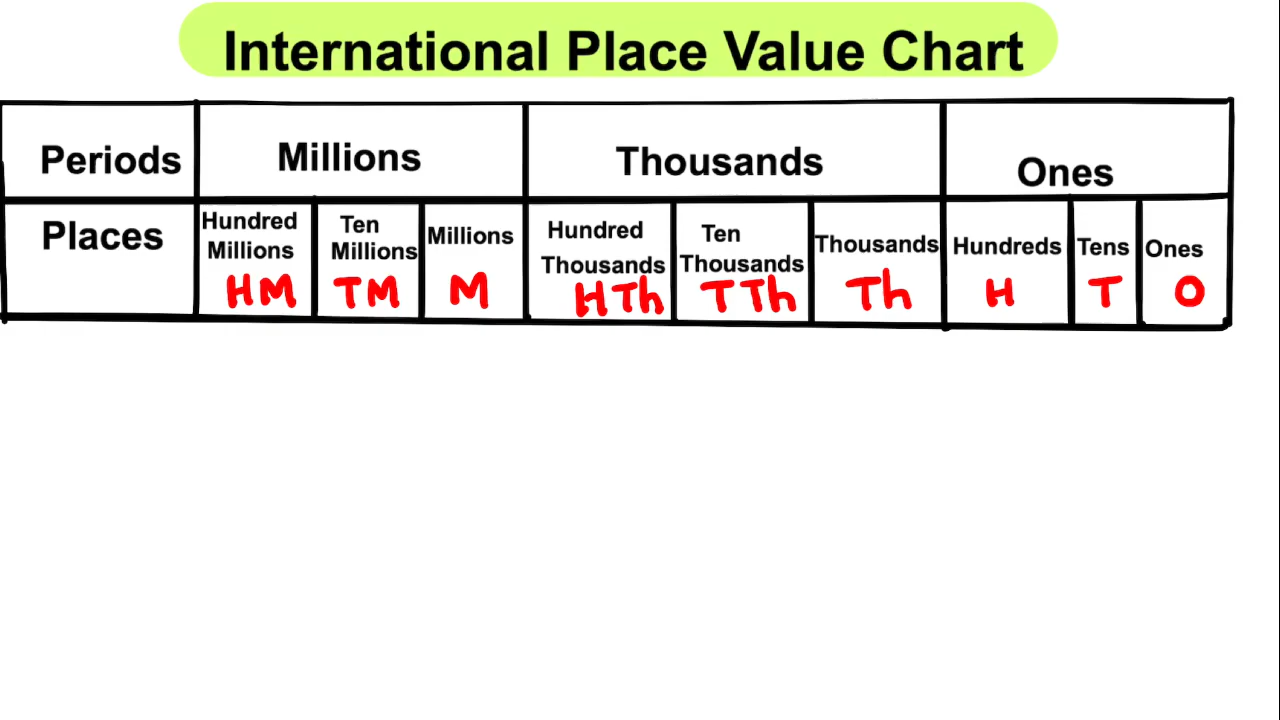 International Place Value Chart
Periods Millions Thousands Ones
Places Hundred Millions Ten Millions Millions Hundred Thousands Ten Thousands Thousands Hundreds Tens Ones
HM TM M HTh TTh Th H T O